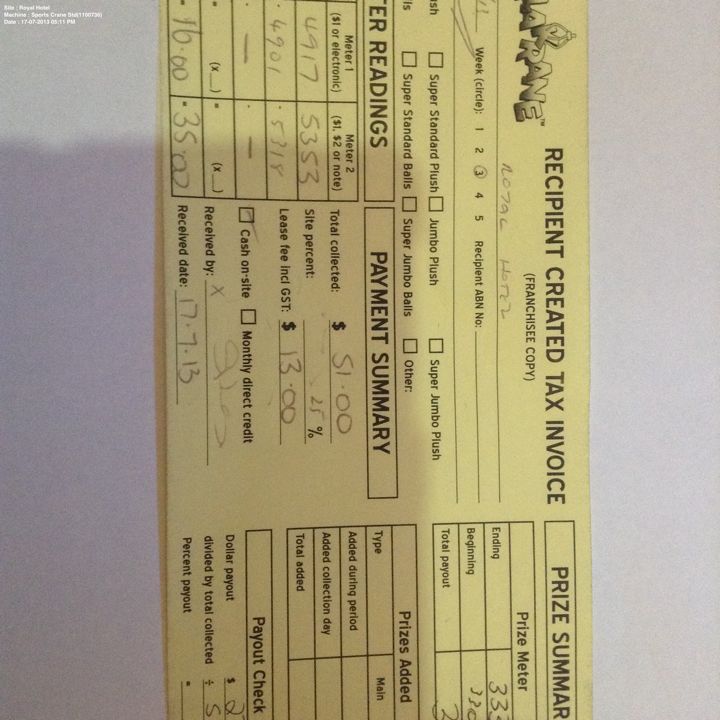 Site : Royal Hotel
Machine : Sports Crane Std(1100736)
Date : 17-07-2013 05:11 PM
RECIPIENT CREATED TAX INVOICE
(FRANCHISEE COPY)
ROYAL HOTEL
Week (circle): 1 2 3 4 5 Recipient ABN No:
Super Standard Plush Jumbo Plush Super Jumbo Plush
Super Standard Balls Super Jumbo Balls Other:
TER READINGS
Meter 1 Meter 2
($1 or electronic) ($1, $2 or note)
4917 5353
4901 5318
- -
(x ) (x )
16.00 35.00
PAYMENT SUMMARY
Total collected: $ 51.00
Site percent: 25 %
Lease fee incl GST: $ 13.00
Cash on-site Monthly direct credit
Received by: X
Received date: 17.7.13
PRIZE SUMMAR
Prize Meter
Ending
Beginning
Total payout 2
Prizes Added
Type Main
Added during period
Added collection day
Total added
Payout Check
Dollar payout $ 2
divided by total collected ÷ 5
Percent payout =